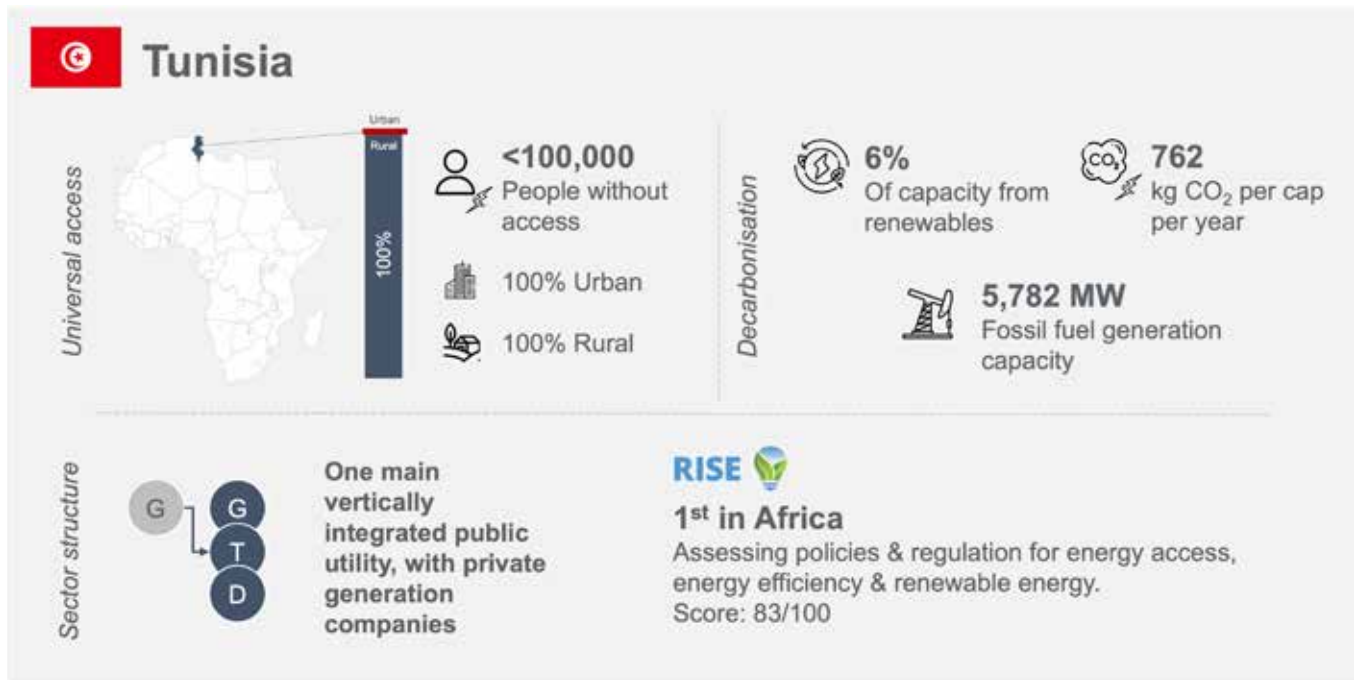 Tunisia
Universal access
Urban
Rural
100%
<100,000
People without
access
100% Urban
100% Rural
Decarbonisation
6%
Of capacity from
renewables
CO₂
762
kg CO₂ per cap
per year
5,782 MW
Fossil fuel generation
capacity
Sector structure
G
G
T
D
One main
vertically
integrated public
utility, with private
generation
companies
RISE
1st in Africa
Assessing policies & regulation for energy access,
energy efficiency & renewable energy.
Score: 83/100